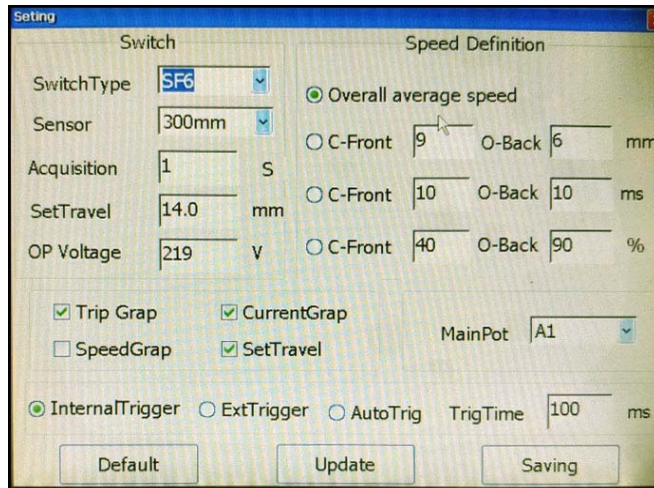 Seting
Switch
SwitchType SF6
Sensor 300mm
Acquisition 1 S
SetTravel 14.0 mm
OP Voltage 219 V
Speed Definition
Overall average speed
C-Front 9 O-Back 6 mm
C-Front 10 O-Back 10 ms
C-Front 40 O-Back 90 %
Trip Grap CurrentGrap
SpeedGrap SetTravel
MainPot A1
InternalTrigger ExtTrigger AutoTrig TrigTime 100 ms
Default Update Saving